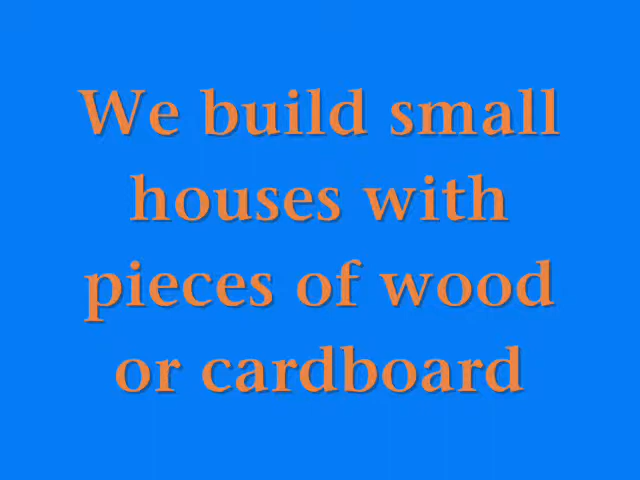 We build small
houses with
pieces of wood
or cardboard